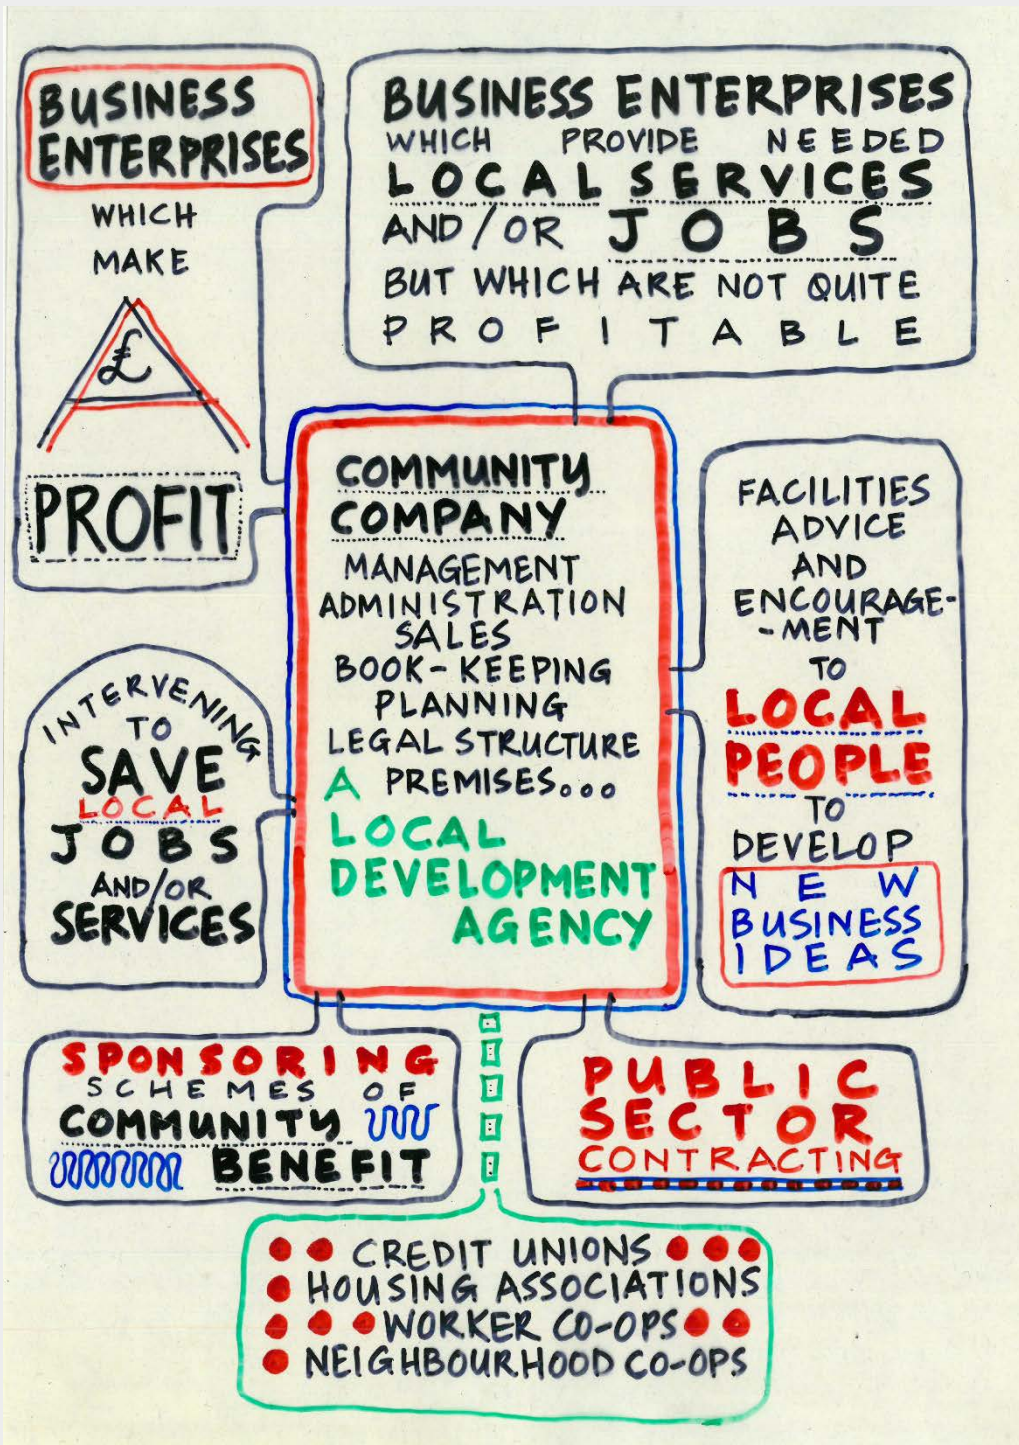 BUSINESS
ENTERPRISES
WHICH
MAKE
A
£
PROFIT
BUSINESS ENTERPRISES
WHICH PROVIDE NEEDED
LOCAL SERVICES
AND/OR JOBS
BUT WHICH ARE NOT QUITE
PROFITABLE
COMMUNITY
COMPANY
MANAGEMENT
ADMINISTRATION
SALES
BOOK-KEEPING
PLANNING
LEGAL STRUCTURE
A PREMISES...
LOCAL
DEVELOPMENT
AGENCY
FACILITIES
ADVICE
AND
ENCOURAGE-
-MENT
TO
LOCAL
PEOPLE
TO
DEVELOP
NEW
BUSINESS
IDEAS
INTERVENING
TO
SAVE
LOCAL
JOBS
AND/OR
SERVICES
SPONSORING
SCHEMES OF
COMMUNITY
BENEFIT
PUBLIC
SECTOR
CONTRACTING
CREDIT UNIONS
HOUSING ASSOCIATIONS
WORKER CO-OPS
NEIGHBOURHOOD CO-OPS